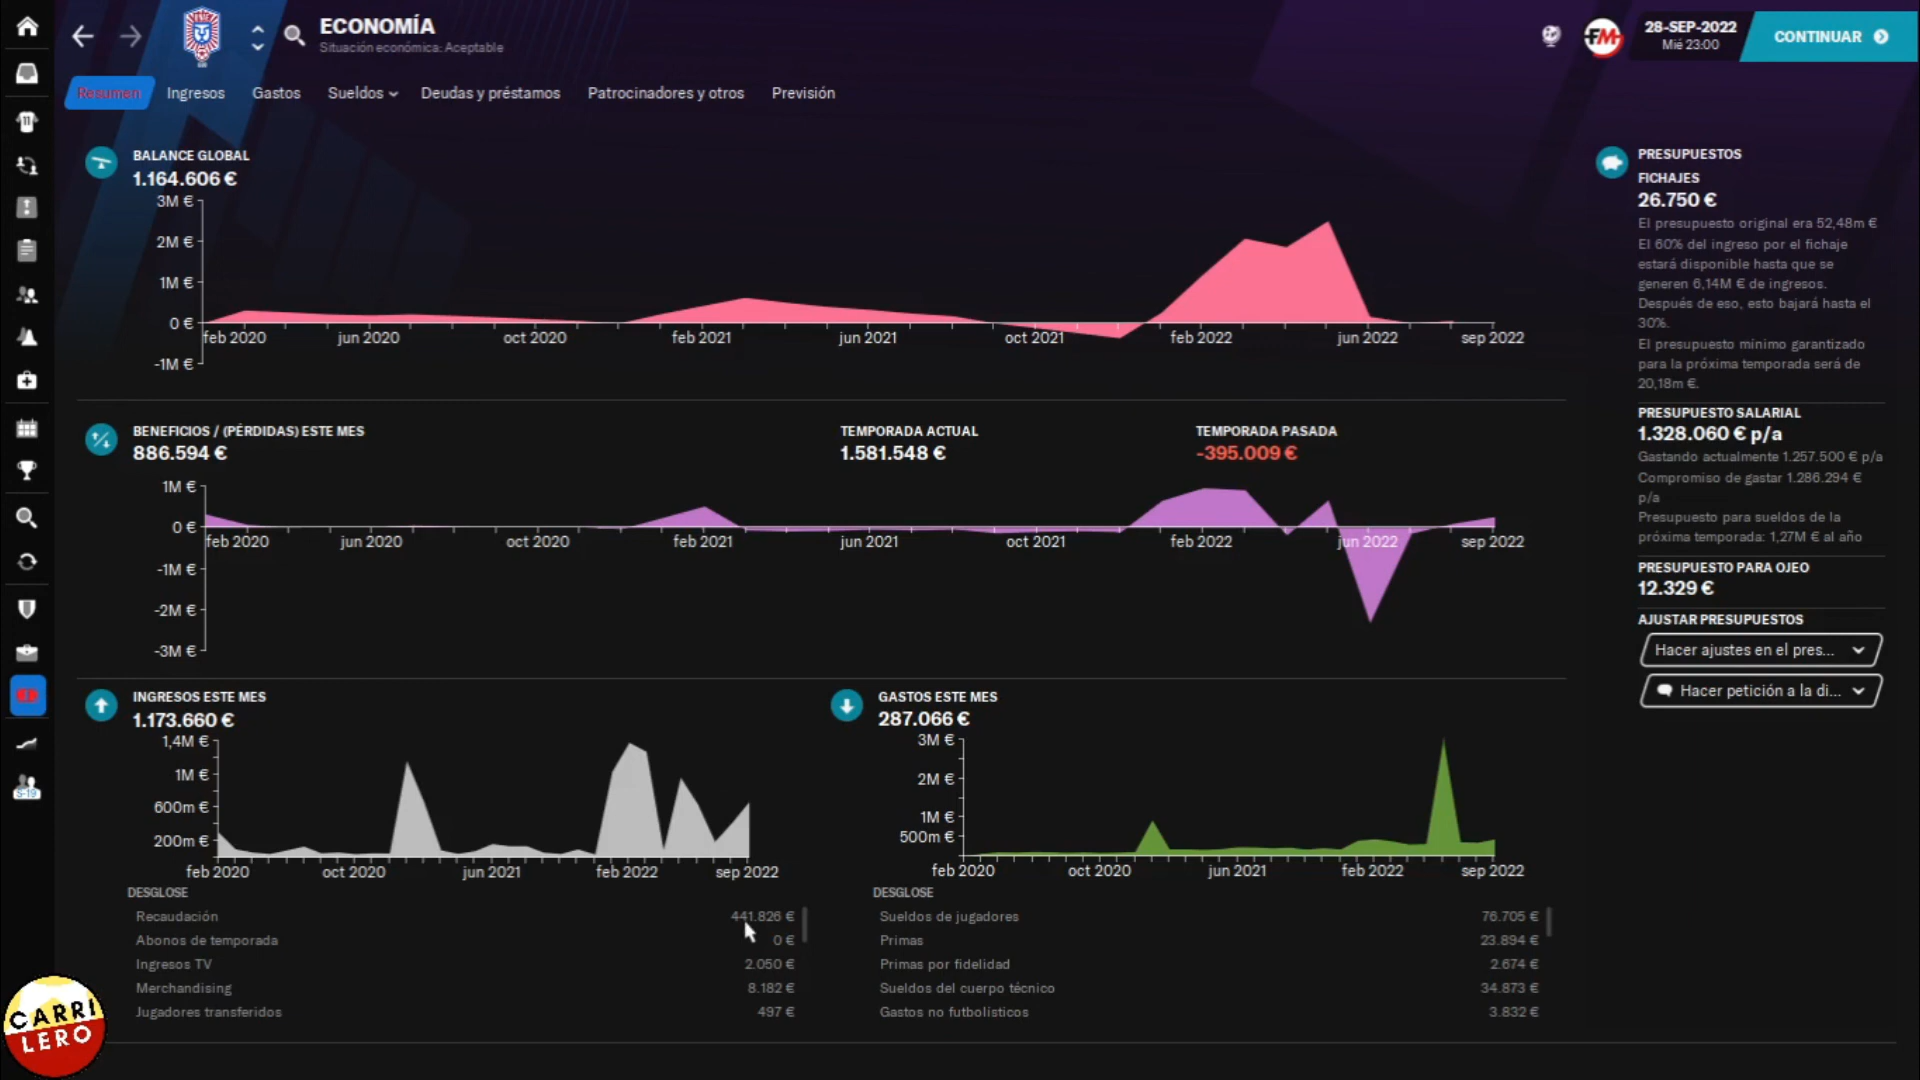 ECONOMÍA
Situación económica: Aceptable
FM
28-SEP-2022
Mié 23:00
CONTINUAR
Resumen
Ingresos
Gastos
Sueldos
Deudas y préstamos
Patrocinadores y otros
Previsión
BALANCE GLOBAL
1.164.606 €
3M €
2M €
1M €
0 €
-1M €
feb 2020
jun 2020
oct 2020
feb 2021
jun 2021
oct 2021
feb 2022
jun 2022
sep 2022
BENEFICIOS / (PÉRDIDAS) ESTE MES
886.594 €
TEMPORADA ACTUAL
1.581.548 €
TEMPORADA PASADA
-395.009 €
1M €
0 €
-1M €
-2M €
-3M €
feb 2020
jun 2020
oct 2020
feb 2021
jun 2021
oct 2021
feb 2022
jun 2022
sep 2022
INGRESOS ESTE MES
1.173.660 €
1,4M €
1M €
600m €
200m €
feb 2020
oct 2020
jun 2021
feb 2022
sep 2022
DESGLOSE
Recaudación 441.826 €
Abonos de temporada 0 €
Ingresos TV 2.050 €
Merchandising 8.182 €
Jugadores transferidos 497 €
GASTOS ESTE MES
287.066 €
3M €
2M €
1M €
500m €
feb 2020
oct 2020
jun 2021
feb 2022
sep 2022
DESGLOSE
Sueldos de jugadores 76.705 €
Primas 23.894 €
Primas por fidelidad 2.674 €
Sueldos del cuerpo técnico 34.873 €
Gastos no futbolísticos 3.832 €
PRESUPUESTOS
FICHAJES
26.750 €
El presupuesto original era 52,48m €
El 60% del ingreso por el fichaje
estará disponible hasta que se
generen 6,14M € de ingresos.
Después de eso, esto bajará hasta el
30%.
El presupuesto mínimo garantizado
para la próxima temporada será de
20,18m €.
PRESUPUESTO SALARIAL
1.328.060 € p/a
Gastando actualmente 1.257.500 € p/a
Compromiso de gastar 1.286.294 €
p/a
Presupuesto para sueldos de la
próxima temporada: 1,27M € al año
PRESUPUESTO PARA OJEO
12.329 €
AJUSTAR PRESUPUESTOS
Hacer ajustes en el pres...
Hacer petición a la di...
S-19
CARRI
LERO